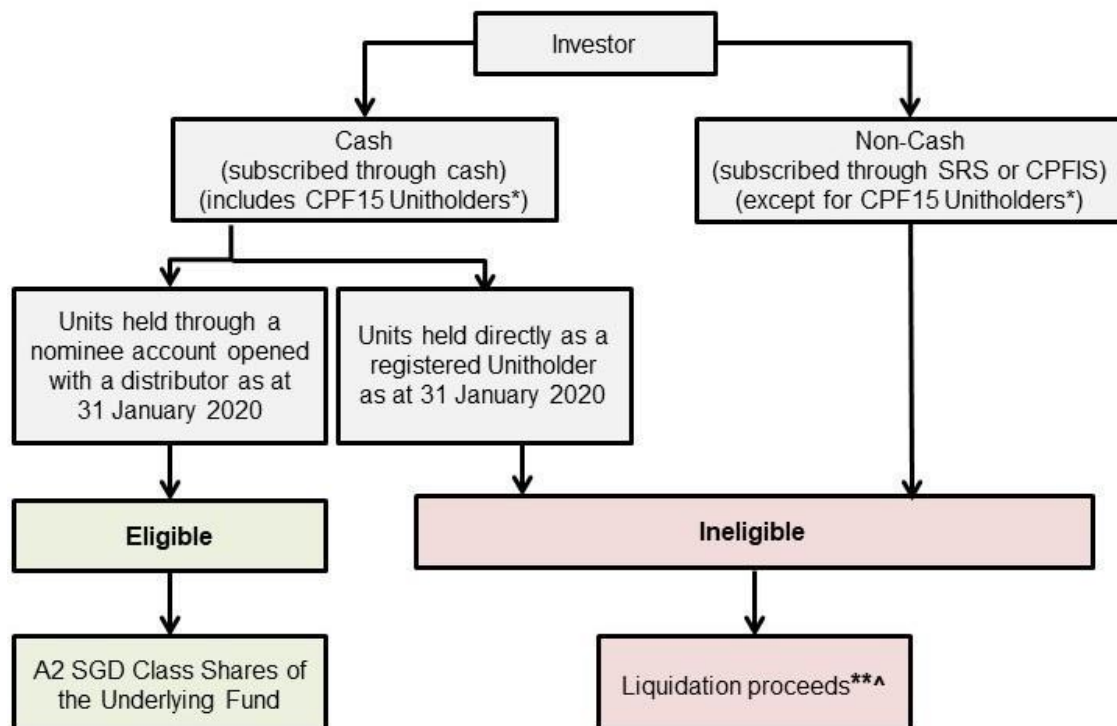 Investor
Cash
(subscribed through cash)
(includes CPF15 Unitholders*)
Non-Cash
(subscribed through SRS or CPFIS)
(except for CPF15 Unitholders*)
Units held through a
nominee account opened
with a distributor as at
31 January 2020
Units held directly as a
registered Unitholder
as at 31 January 2020
Eligible
Ineligible
A2 SGD Class Shares of
the Underlying Fund
Liquidation proceeds**^